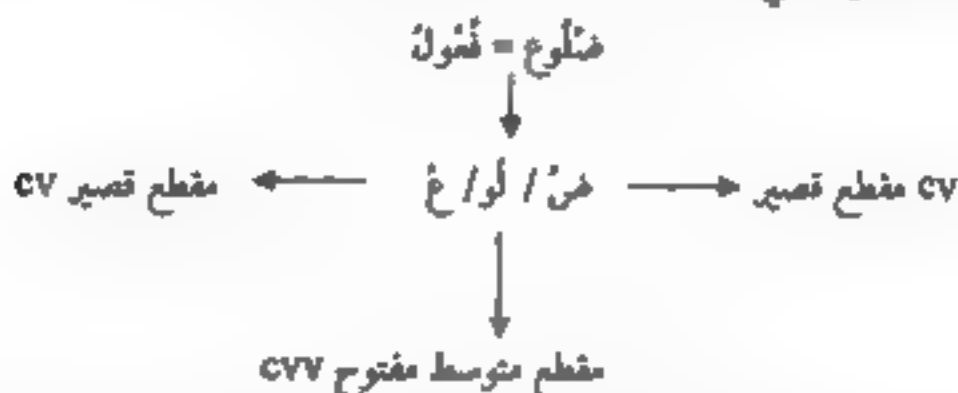 ضُلُوع = فُعُولُ
cv مقطع قصير ضُ / لُو/ عُ مقطع قصير cv
مقطع متوسط مفتوح cvv